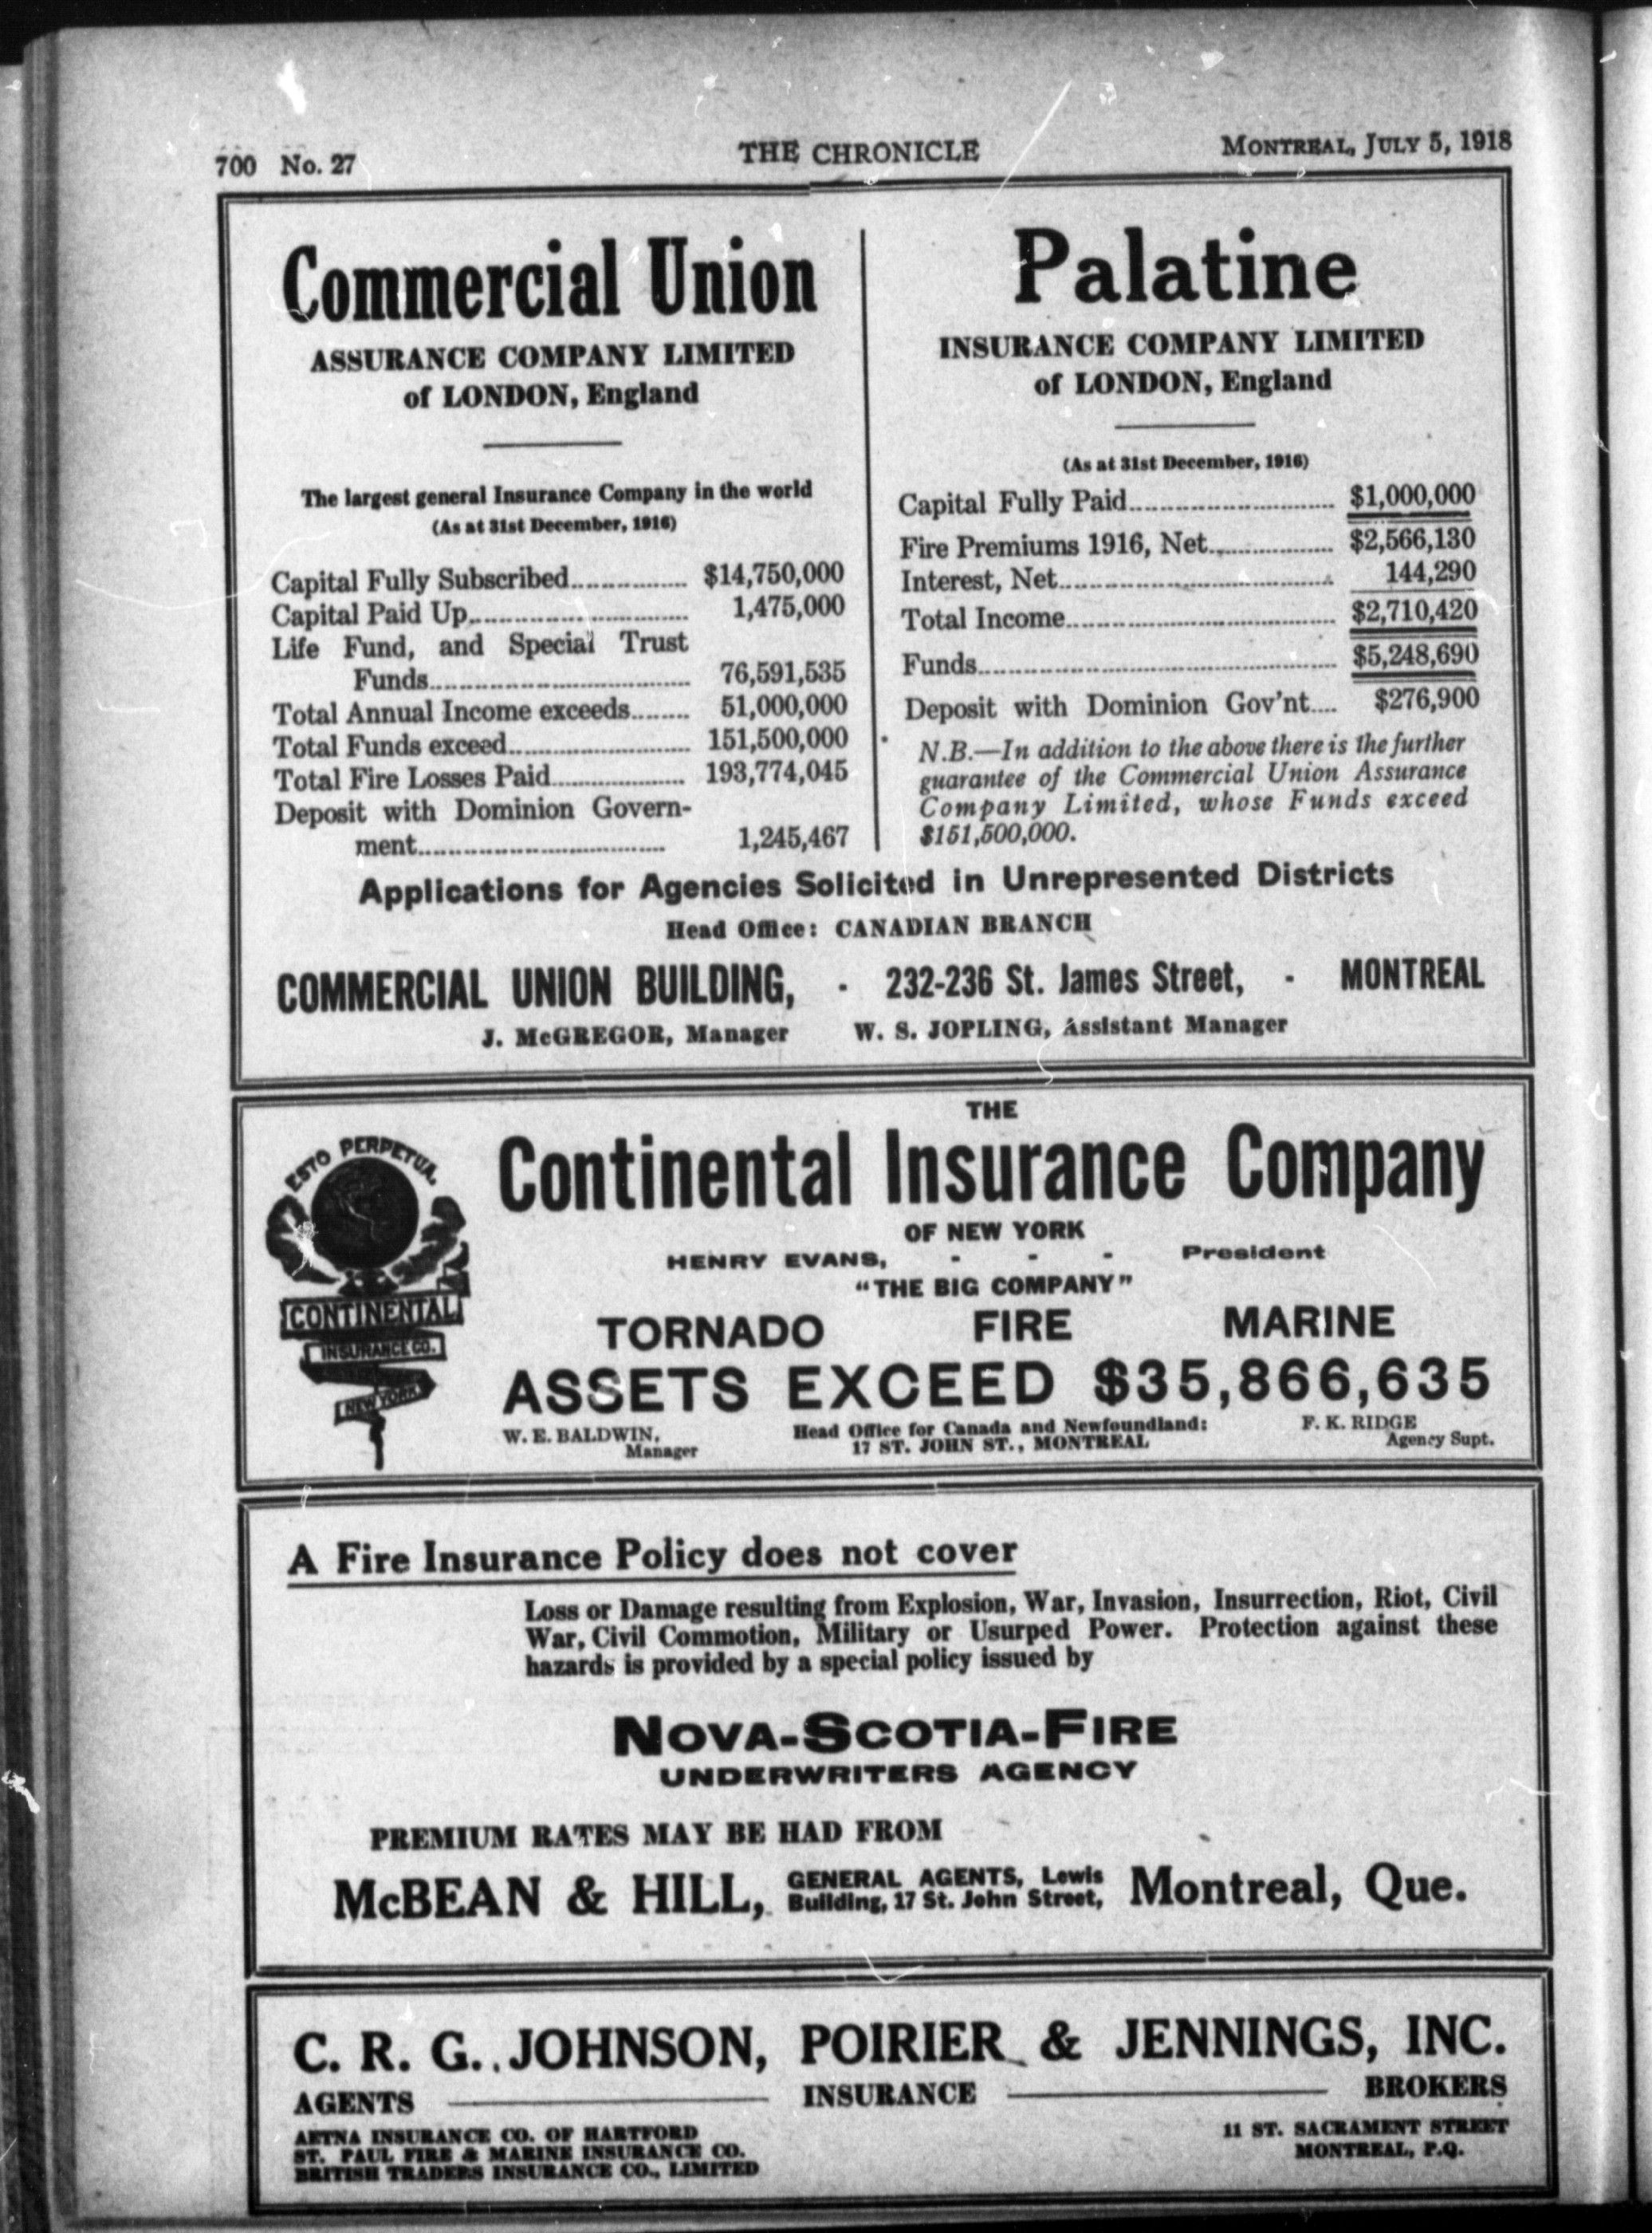 700 No. 27
THE CHRONICLE
MONTREAL, JULY 5, 1918
Commercial Union
ASSURANCE COMPANY LIMITED
of LONDON, England
The largest general Insurance Company in the world
(As at 31st December, 1916)
Capital Fully Subscribed............... $14,750,000
Capital Paid Up............................. 1,475,000
Life Fund, and Special Trust
Funds.................................. 76,591,535
Total Annual Income exceeds........ 51,000,000
Total Funds exceed........................ 151,500,000
Total Fire Losses Paid.................. 193,774,045
Deposit with Dominion Govern-
ment................................. 1,245,467
Palatine
INSURANCE COMPANY LIMITED
of LONDON, England
(As at 31st December, 1916)
Capital Fully Paid........................... $1,000,000
Fire Premiums 1916, Net................. $2,566,130
Interest, Net.................................... 144,290
Total Income................................... $2,710,420
Funds............................................... $5,248,690
Deposit with Dominion Gov'nt.... $276,900
N.B.—In addition to the above there is the further
guarantee of the Commercial Union Assurance
Company Limited, whose Funds exceed
$151,500,000.
Applications for Agencies Solicited in Unrepresented Districts
Head Office: CANADIAN BRANCH
COMMERCIAL UNION BUILDING, - 232-236 St. James Street, - MONTREAL
J. McGREGOR, Manager W. S. JOPLING, Assistant Manager
ESTO PERPETUA.
CONTINENTAL
INSURANCE CO.
NEW YORK
THE
Continental Insurance Company
OF NEW YORK
HENRY EVANS, - - - President
"THE BIG COMPANY"
TORNADO FIRE MARINE
ASSETS EXCEED $35,866,635
W. E. BALDWIN,
Manager
Head Office for Canada and Newfoundland:
17 ST. JOHN ST., MONTREAL
F. K. RIDGE
Agency Supt.
A Fire Insurance Policy does not cover
Loss or Damage resulting from Explosion, War, Invasion, Insurrection, Riot, Civil
War, Civil Commotion, Military or Usurped Power. Protection against these
hazards is provided by a special policy issued by
NOVA-SCOTIA-FIRE
UNDERWRITERS AGENCY
PREMIUM RATES MAY BE HAD FROM
McBEAN & HILL, GENERAL AGENTS, Lewis
Building, 17 St. John Street, Montreal, Que.
C. R. G. JOHNSON, POIRIER & JENNINGS, INC.
AGENTS INSURANCE BROKERS
AETNA INSURANCE CO. OF HARTFORD
ST. PAUL FIRE & MARINE INSURANCE CO.
BRITISH TRADERS INSURANCE CO., LIMITED
11 ST. SACRAMENT STREET
MONTREAL, P.Q.